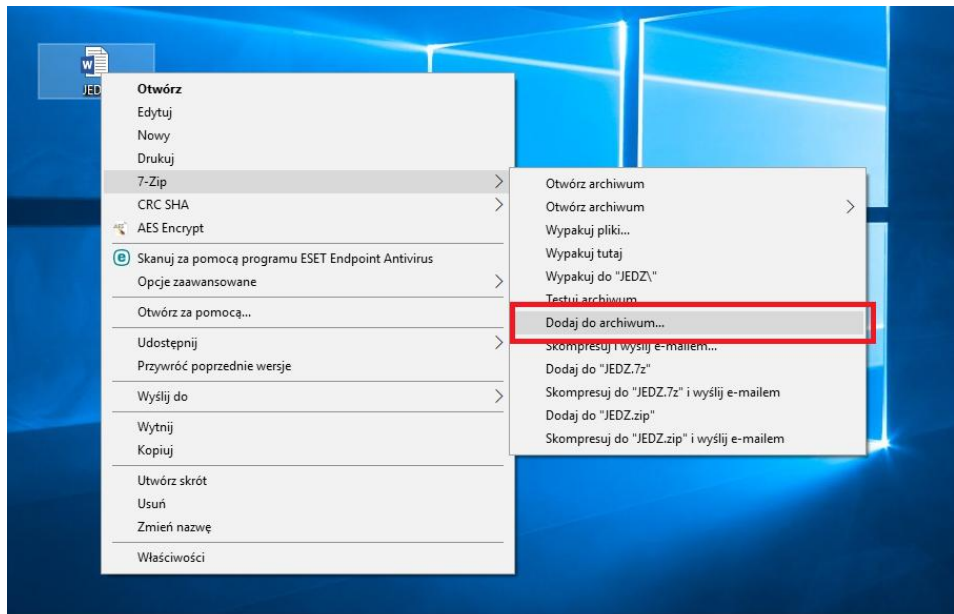 JED
Otwórz
Edytuj
Nowy
Drukuj
7-Zip
CRC SHA
AES Encrypt
Skanuj za pomocą programu ESET Endpoint Antivirus
Opcje zaawansowane
Otwórz za pomocą...
Udostępnij
Przywróć poprzednie wersje
Wyślij do
Wytnij
Kopiuj
Utwórz skrót
Usuń
Zmień nazwę
Właściwości
Otwórz archiwum
Otwórz archiwum
Wypakuj pliki...
Wypakuj tutaj
Wypakuj do "JEDZ\"
Testuj archiwum
Dodaj do archiwum...
Skompresuj i wyślij e-mailem...
Dodaj do "JEDZ.7z"
Skompresuj do "JEDZ.7z" i wyślij e-mailem
Dodaj do "JEDZ.zip"
Skompresuj do "JEDZ.zip" i wyślij e-mailem